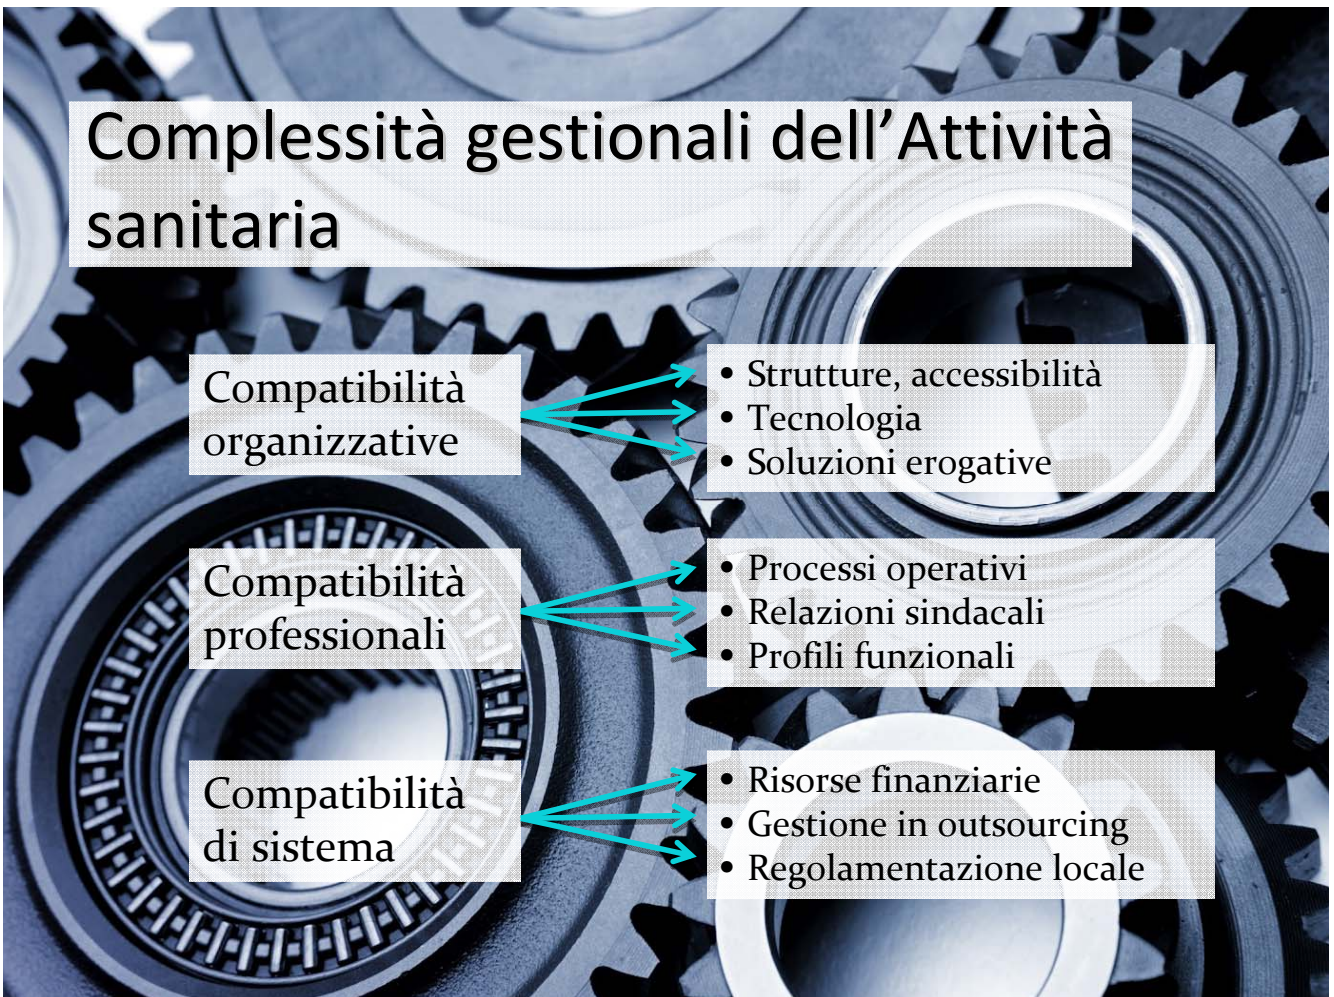 Complessità gestionali dell’Attività
sanitaria
Compatibilità
organizzative
• Strutture, accessibilità
• Tecnologia
• Soluzioni erogative
Compatibilità
professionali
• Processi operativi
• Relazioni sindacali
• Profili funzionali
Compatibilità
di sistema
• Risorse finanziarie
• Gestione in outsourcing
• Regolamentazione locale